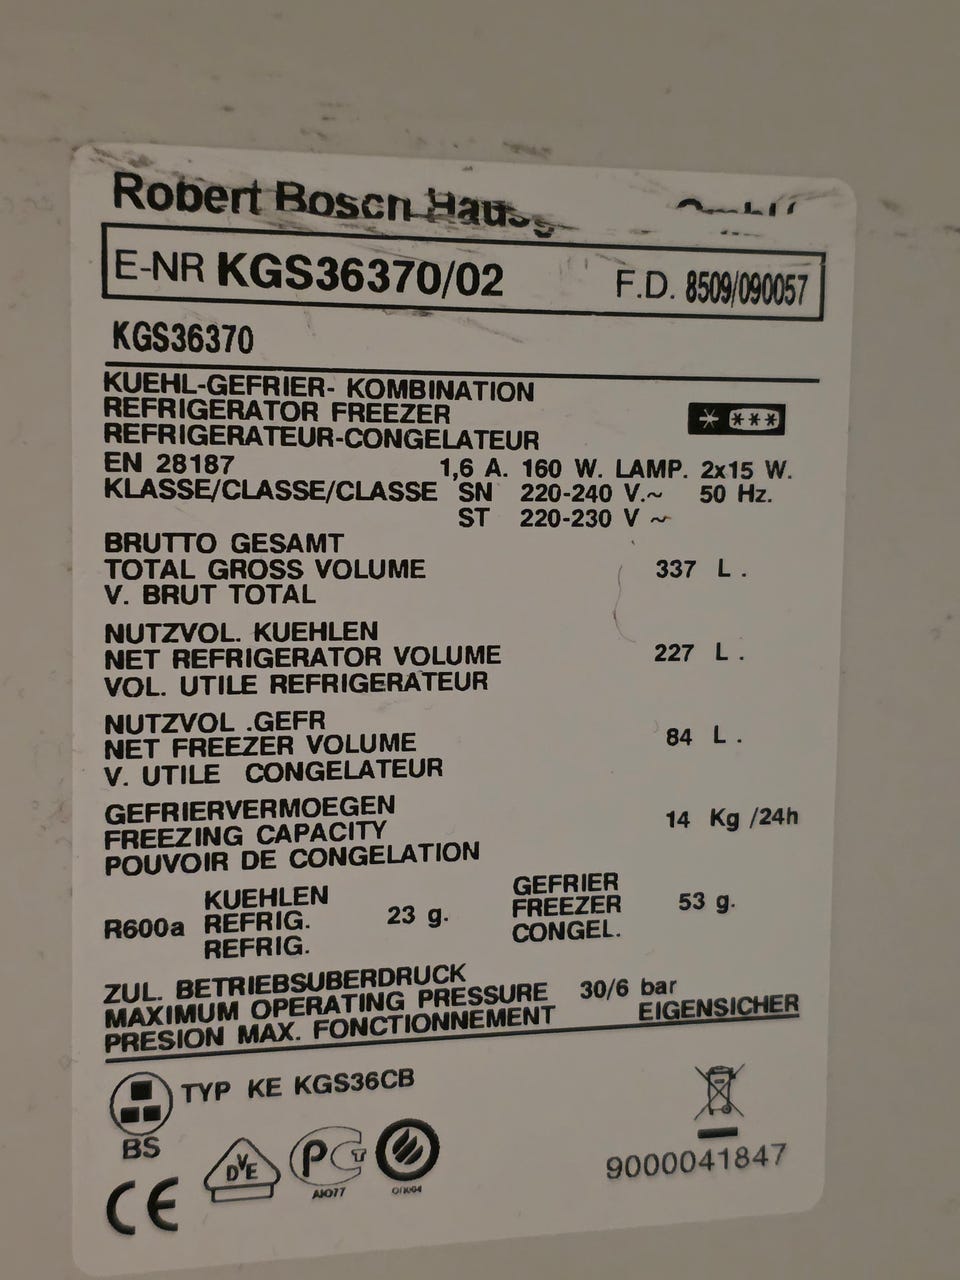 Robert Bosch Hausg
E-NR KGS36370/02 F.D. 8509/090057
KGS36370
KUEHL-GEFRIER- KOMBINATION
REFRIGERATOR FREEZER
REFRIGERATEUR-CONGELATEUR
EN 28187 1,6 A. 160 W. LAMP. 2x15 W.
KLASSE/CLASSE/CLASSE SN 220-240 V.~ 50 Hz.
ST 220-230 V ~
BRUTTO GESAMT
TOTAL GROSS VOLUME 337 L .
V. BRUT TOTAL
NUTZVOL. KUEHLEN
NET REFRIGERATOR VOLUME 227 L .
VOL. UTILE REFRIGERATEUR
NUTZVOL .GEFR
NET FREEZER VOLUME 84 L .
V. UTILE CONGELATEUR
GEFRIERVERMOEGEN
FREEZING CAPACITY 14 Kg /24h
POUVOIR DE CONGELATION
KUEHLEN GEFRIER
R600a REFRIG. 23 g. FREEZER 53 g.
REFRIG. CONGEL.
ZUL. BETRIEBSUBERDRUCK
MAXIMUM OPERATING PRESSURE 30/6 bar
PRESION MAX. FONCTIONNEMENT EIGENSICHER
TYP KE KGS36CB
BS
DVE
PCT
АЮ77
9000041847
CE